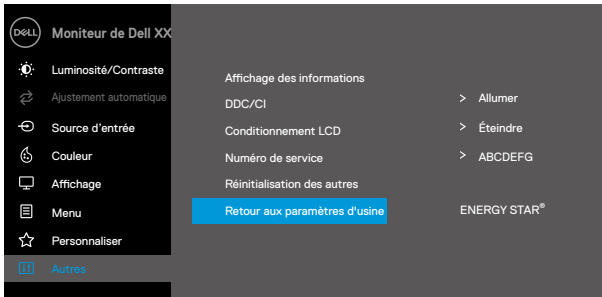 DELL
Moniteur de Dell XX
Luminosité/Contraste
Ajustement automatique
Source d'entrée
Couleur
Affichage
Menu
Personnaliser
Autres
Affichage des informations
DDC/CI > Allumer
Conditionnement LCD > Éteindre
Numéro de service > ABCDEFG
Réinitialisation des autres
Retour aux paramètres d'usine ENERGY STAR®